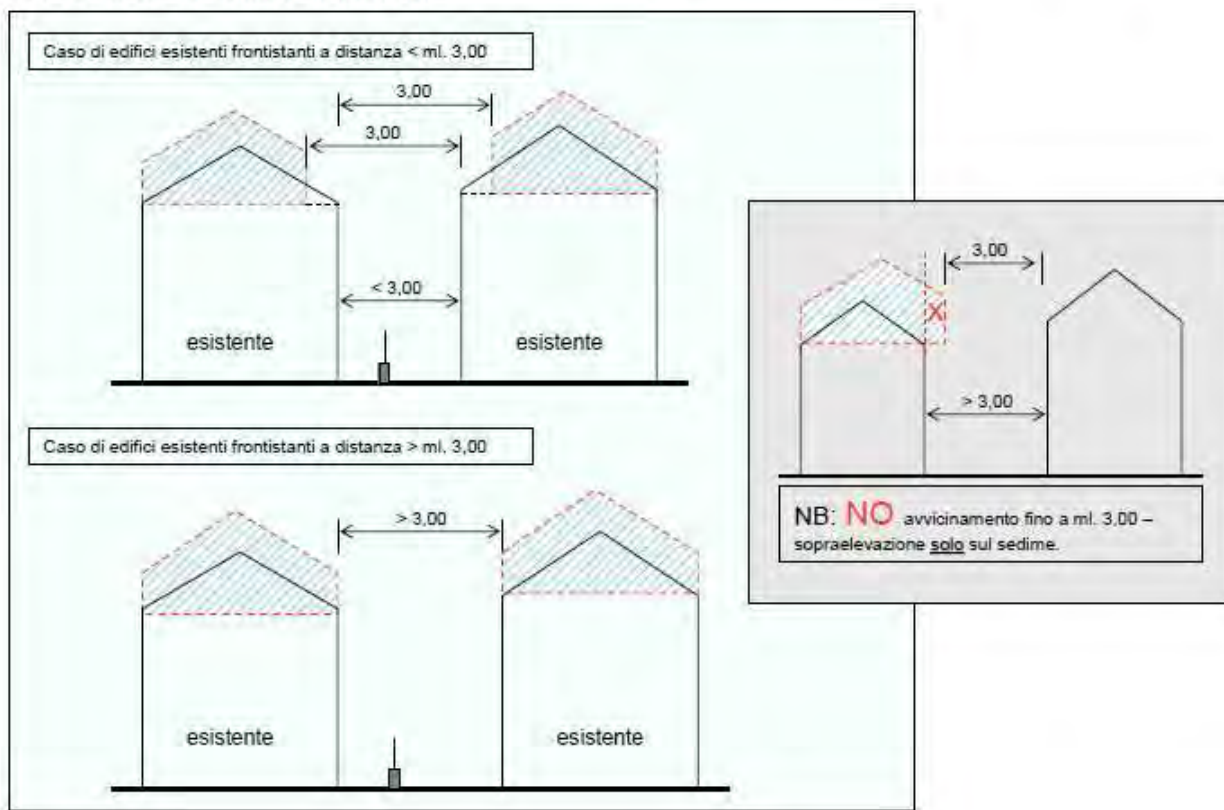 Caso di edifici esistenti frontistanti a distanza < ml. 3,00
3,00
3,00
< 3,00
esistente
esistente
Caso di edifici esistenti frontistanti a distanza > ml. 3,00
> 3,00
esistente
esistente
3,00
X
> 3,00
NB: NO avvicinamento fino a ml. 3.00 –
sopraelevazione solo sul sedime.